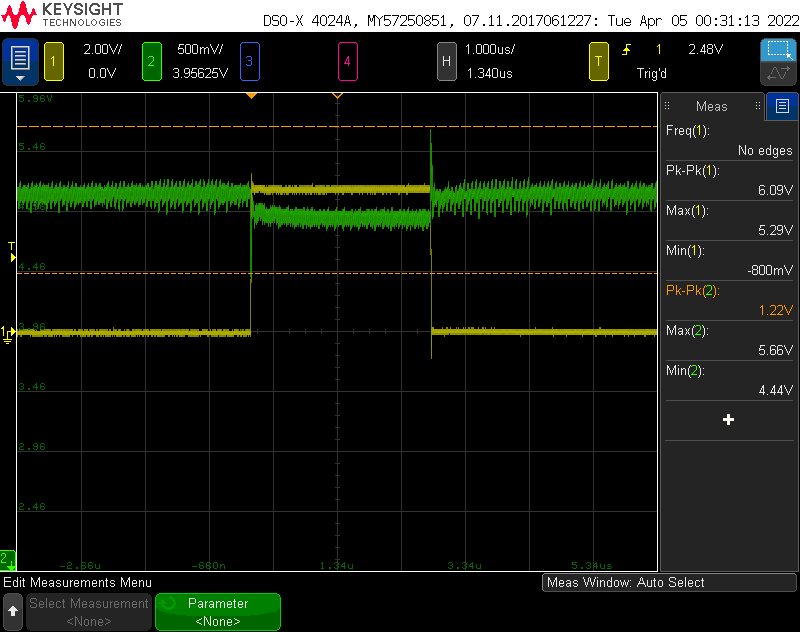 KEYSIGHT
TECHNOLOGIES
DSO-X 4024A, MY57250851, 07.11.2017061227: Tue Apr 05 00:31:13 2022
1 2.00V/ 0.0V
2 500mV/ 3.95625V
3
4
H 1.000us/ 1.340us
T 1 2.48V
Trig'd
5.96V
5.46
4.46
3.96
3.46
2.96
2.46
T
1
2
-2.66u -660n 1.34u 3.34u 5.34us
Meas
Freq(1):
No edges
Pk-Pk(1):
6.09V
Max(1):
5.29V
Min(1):
-800mV
Pk-Pk(2):
1.22V
Max(2):
5.66V
Min(2):
4.44V
Edit Measurements Menu
Meas Window: Auto Select
Select Measurement
<None>
Parameter
<None>